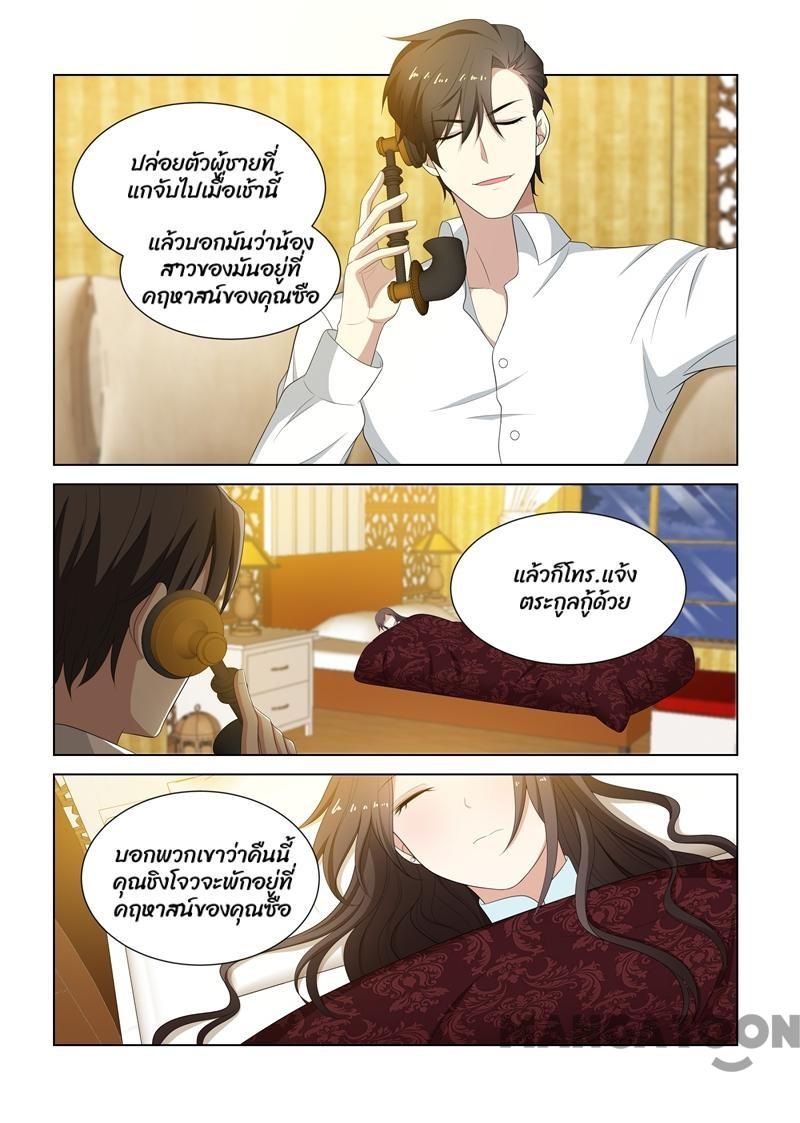 ปล่อยตัวผู้ชายที่
แกจับไปเมื่อเช้านี้
แล้วบอกมันว่าน้อง
สาวของมันอยู่ที่
คฤหาสน์ของคุณซือ
แล้วก็โทร.แจ้ง
ตระกูลกู้ด้วย
บอกพวกเขาว่าคืนนี้
คุณชิงโจวจะพักอยู่ที่
คฤหาสน์ของคุณซือ
MANGATOON